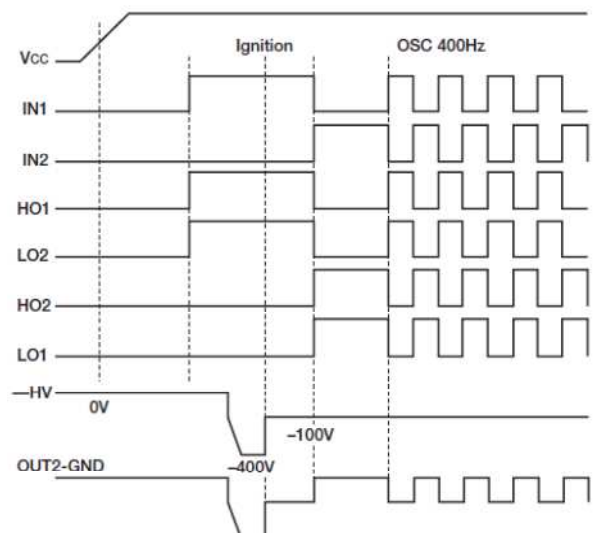 Ignition OSC 400Hz
VCC
IN1
IN2
HO1
LO2
HO2
LO1
—HV
0V
–100V
–400V
OUT2-GND